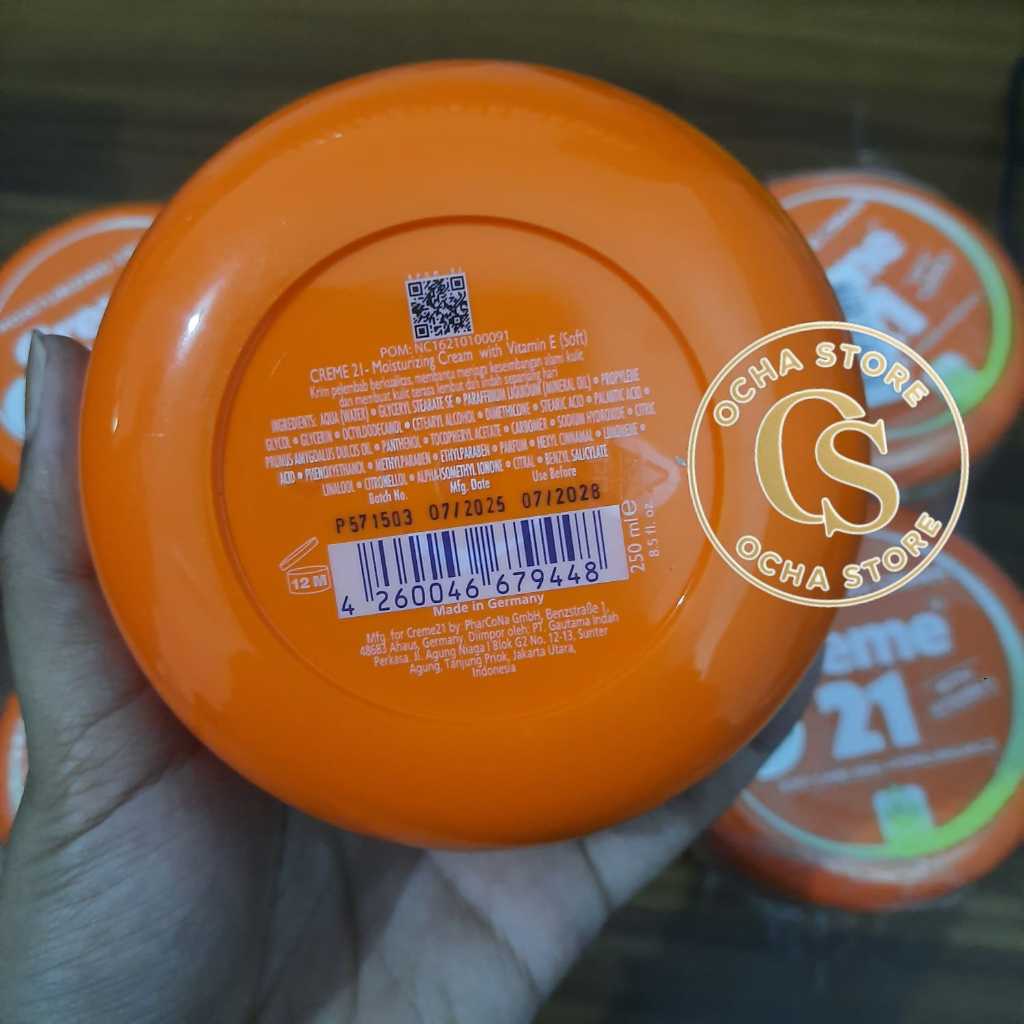 POM: NC16210100091
CREME 21- Moisturizing Cream with Vitamin E (Soft)
Krim pelembab berkualitas, membantu menjaga keseimbangan alami kulit
dan membuat kulit terasa lembut dan indah sepanjang hari
INGREDIENTS: AQUA (WATER) • GLYCERYL STEARATE SE • PARAFFINUM LIQUIDUM (MINERAL OIL) • PROPYLENE
GLYCOL • GLYCERIN • OCTYLDODECANOL • CETEARYL ALCOHOL • DIMETHICONE • STEARIC ACID • PALMITIC ACID •
PRUNUS AMYGDALUS DULCIS OIL • PANTHENOL • TOCOPHERYL ACETATE • CARBOMER • SODIUM HYDROXIDE • CITRIC
ACID • PHENOXYETHANOL • METHYLPARABEN • ETHYLPARABEN • PARFUM • HEXYL CINNAMAL • LIMONENE •
LINALOOL • CITRONELLOL • ALPHA-ISOMETHYL IONONE • CITRAL • BENZYL SALICYLATE
Batch No. Mfg. Date Use Before
P571503 07/2025 07/2028
12 M
4 260046 679448
250 ml e
8.5 fl. oz.
Made in Germany
Mfg. for Creme21 by PharCoNa GmbH, Benzstraße 1,
48683 Ahaus, Germany. Diimpor oleh: PT. Gautama Indah
Perkasa. Jl. Agung Niaga I Blok G2 No. 12-13, Sunter
Agung, Tanjung Priok, Jakarta Utara,
Indonesia
OCHA STORE
CS
OCHA STORE
eme
21